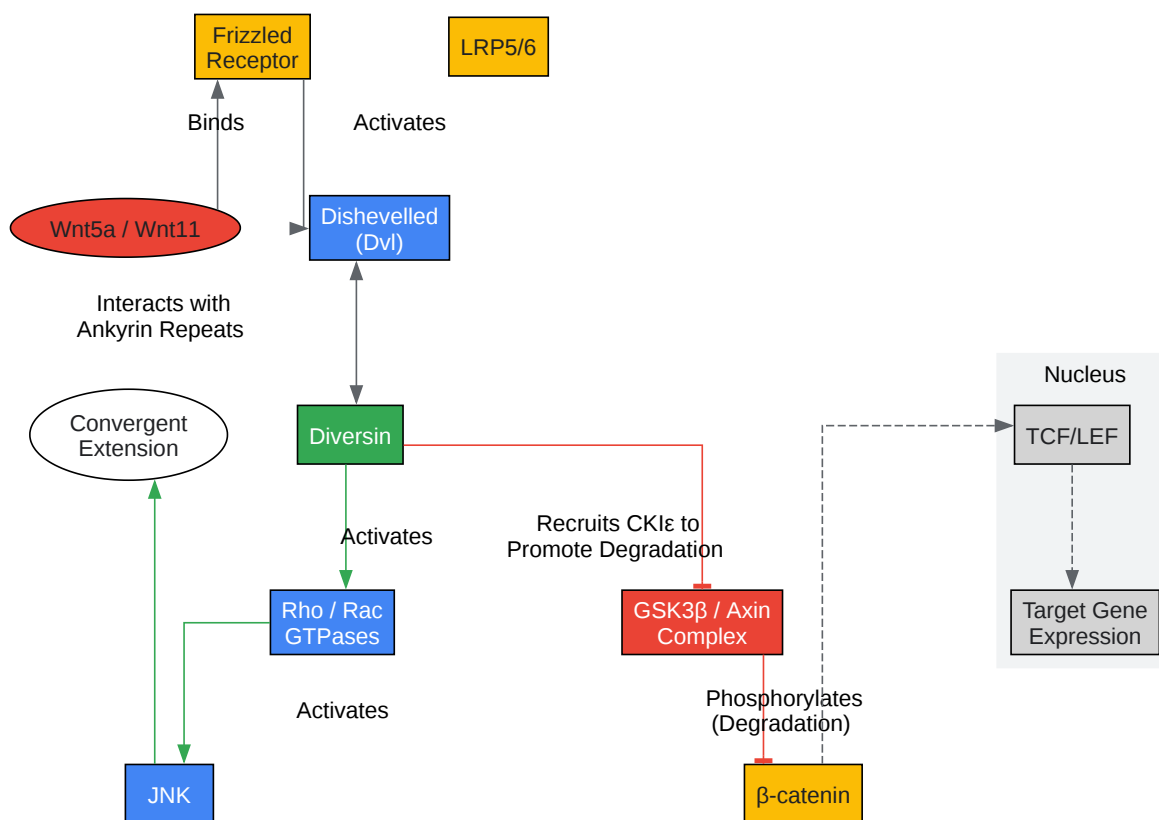 Frizzled
Receptor
LRP5/6
Binds
Activates
Wnt5a / Wnt11
Dishevelled
(Dvl)
Interacts with
Ankyrin Repeats
Nucleus
Convergent
Extension
Diversin
TCF/LEF
Activates
Recruits CKIε to
Promote Degradation
Rho / Rac
GTPases
GSK3β / Axin
Complex
Target Gene
Expression
Activates
Phosphorylates
(Degradation)
JNK
β-catenin